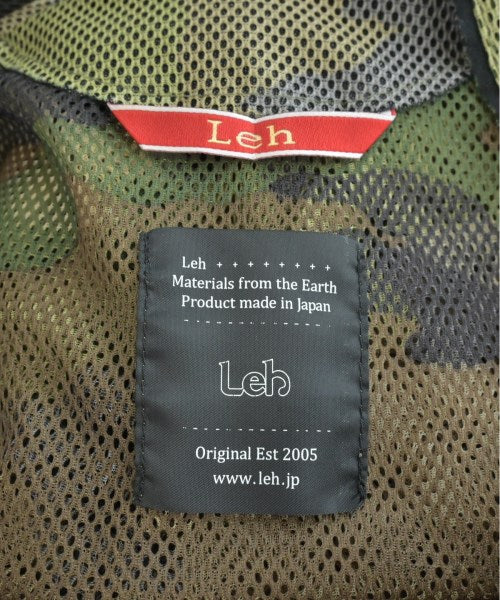 Leh
Leh + + + + + + + +
Materials from the Earth
Product made in Japan
Leh
Original Est 2005
www.leh.jp